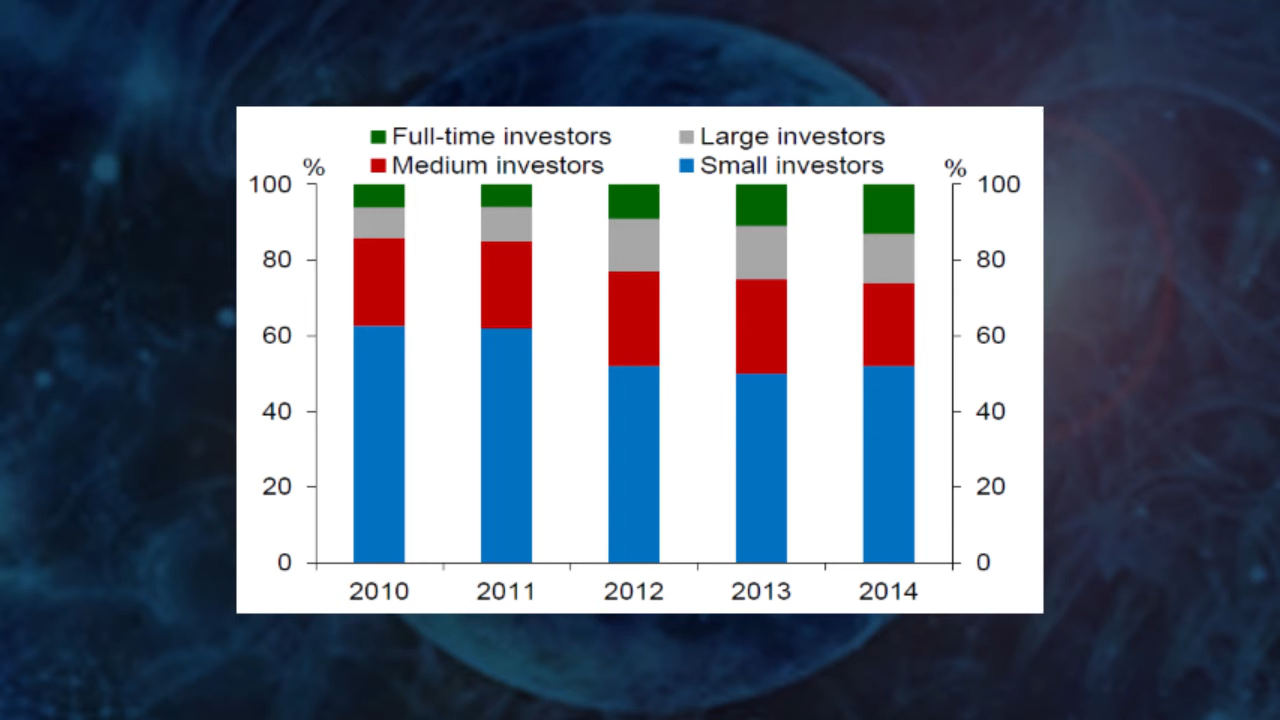 Full-time investors Large investors
Medium investors Small investors
% %
100 100
80 80
60 60
40 40
20 20
0 0
2010 2011 2012 2013 2014